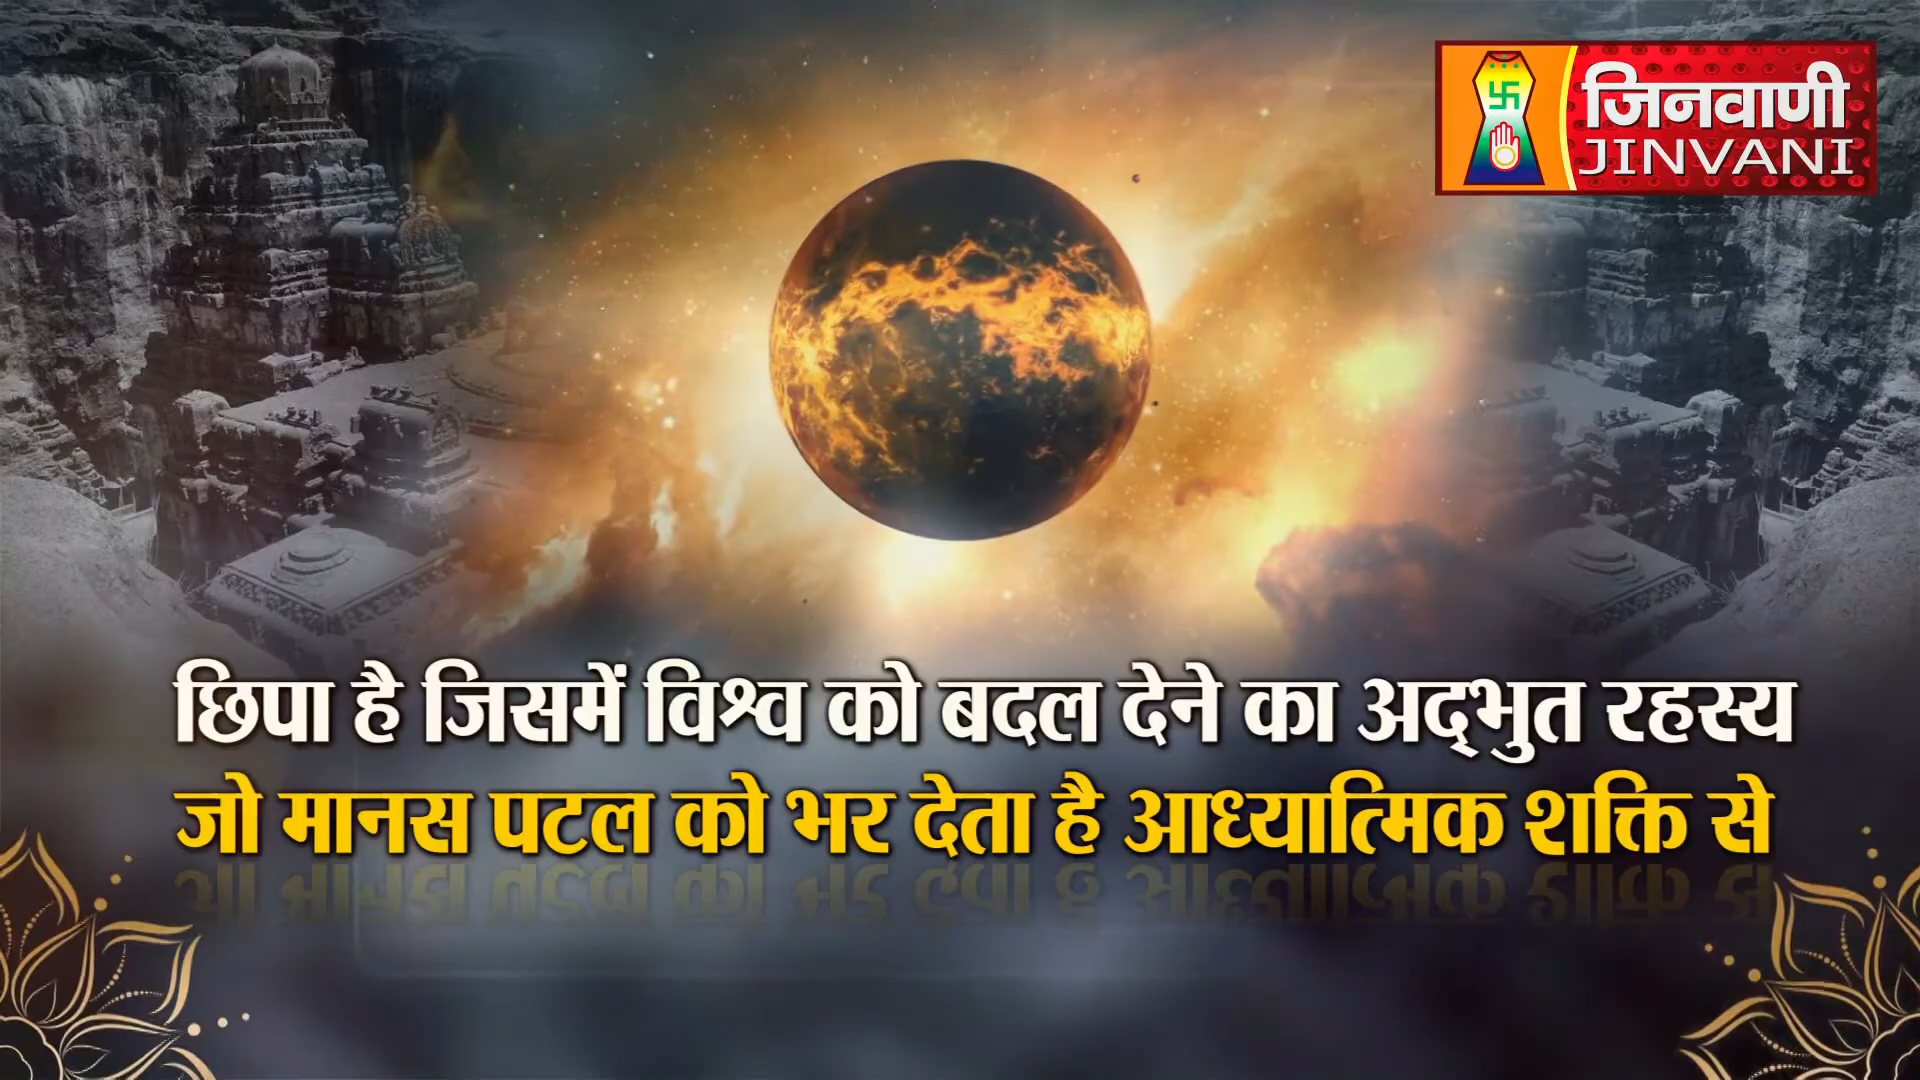 जिनवाणी
JINVANI
छिपा है जिसमें विश्व को बदल देने का अद्‌भुत रहस्य
जो मानस पटल को भर देता है आध्यात्मिक शक्ति से